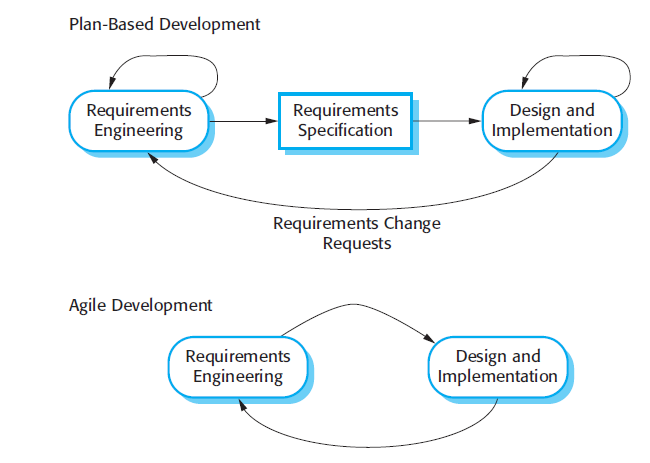 Plan-Based Development
Requirements
Engineering
Requirements
Specification
Design and
Implementation
Requirements Change
Requests
Agile Development
Requirements
Engineering
Design and
Implementation